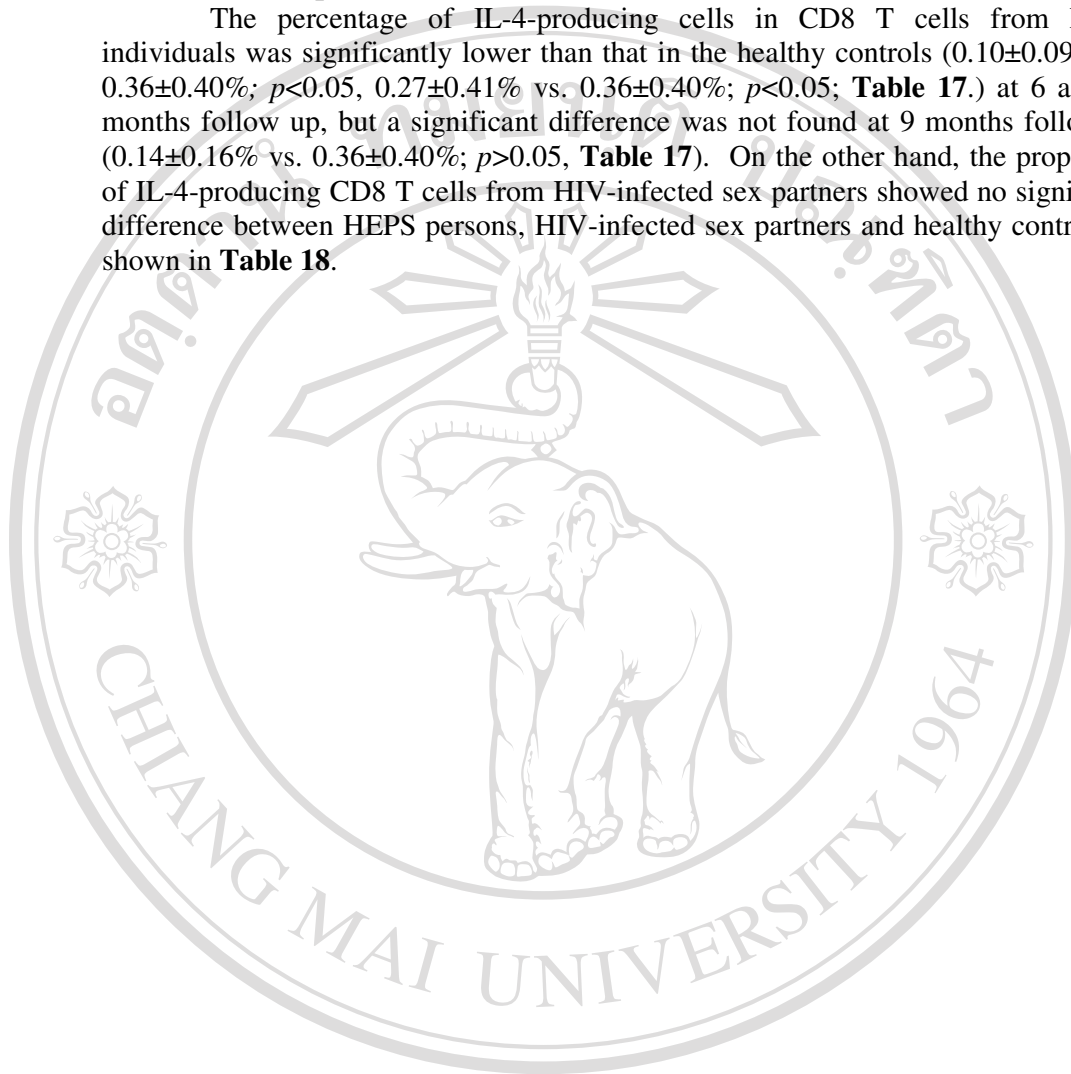 The percentage of IL-4-producing cells in CD8 T cells from
individuals was significantly lower than that in the healthy controls (0.10±0.09
0.36±0.40%; p<0.05, 0.27±0.41% vs. 0.36±0.40%; p<0.05; Table 17.) at 6 a
months follow up, but a significant difference was not found at 9 months follo
(0.14±0.16% vs. 0.36±0.40%; p>0.05, Table 17). On the other hand, the prop
of IL-4-producing CD8 T cells from HIV-infected sex partners showed no signi
difference between HEPS persons, HIV-infected sex partners and healthy contr
shown in Table 18.
CHIANG MAI UNIVERSITY 1964